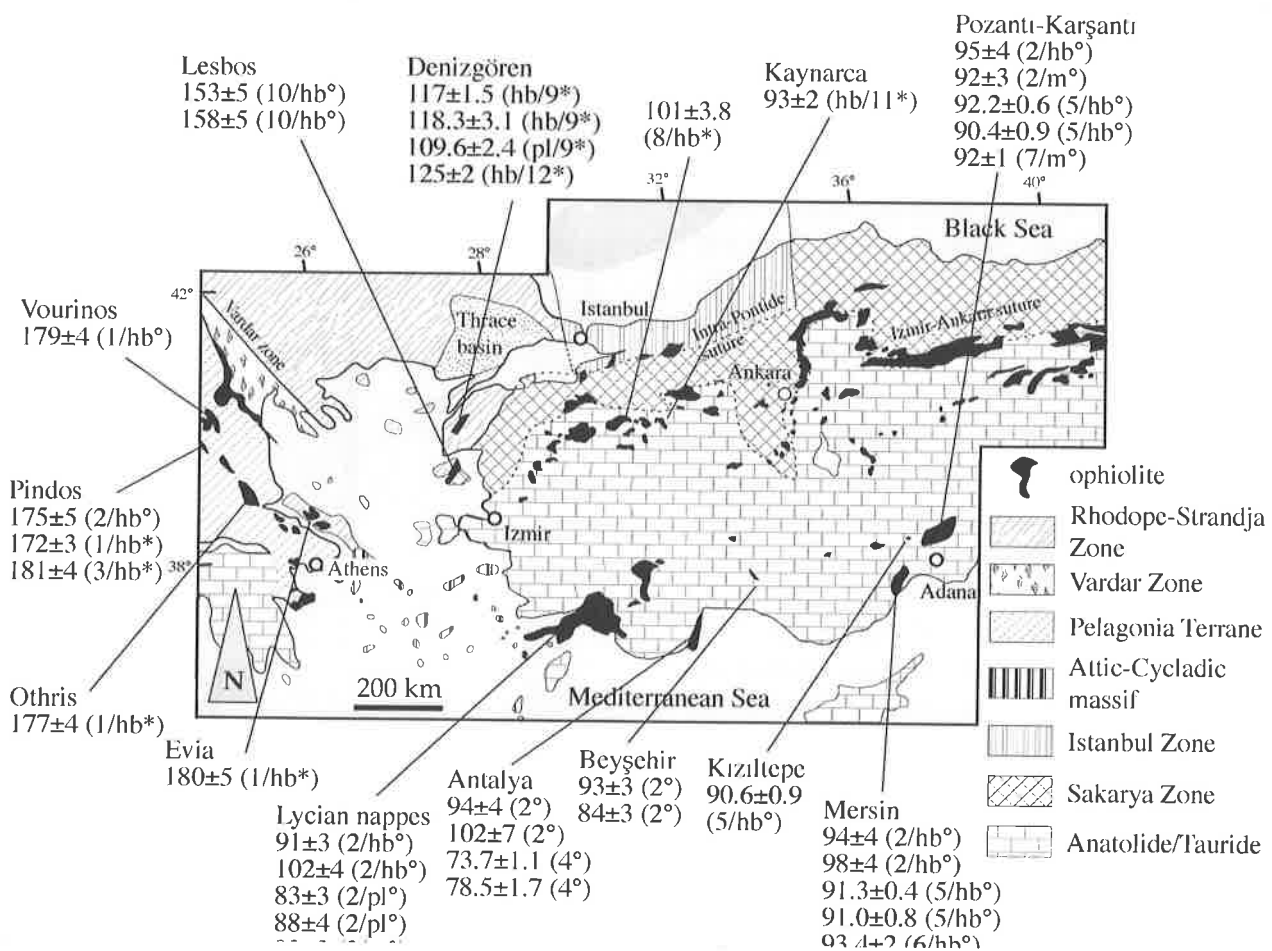 Pozantı-Karşantı
95±4 (2/hb°)
92±3 (2/m°)
92.2±0.6 (5/hb°)
90.4±0.9 (5/hb°)
92±1 (7/m°)
Lesbos
153±5 (10/hb°)
158±5 (10/hb°)
Denizgören
117±1.5 (hb/9*)
118.3±3.1 (hb/9*)
109.6±2.4 (pl/9*)
125±2 (hb/12*)
101±3.8
(8/hb*)
Kaynarca
93±2 (hb/11*)
32°
36°
40°
26°
28°
42°
38°
Black Sea
Istanbul
Thrace
basin
Vardar Zone
Intra-Pontide
suture
Izmir-Ankara suture
Ankara
Izmir
Athens
Adana
Mediterranean Sea
200 km
N
Vourinos
179±4 (1/hb°)
Pindos
175±5 (2/hb°)
172±3 (1/hb*)
181±4 (3/hb*)
Othris
177±4 (1/hb*)
Evia
180±5 (1/hb*)
Lycian nappes
91±3 (2/hb°)
102±4 (2/hb°)
83±3 (2/pl°)
88±4 (2/pl°)
Antalya
94±4 (2°)
102±7 (2°)
73.7±1.1 (4°)
78.5±1.7 (4°)
Beyşehir
93±3 (2°)
84±3 (2°)
Kızıltepe
90.6±0.9
(5/hb°)
Mersin
94±4 (2/hb°)
98±4 (2/hb°)
91.3±0.4 (5/hb°)
91.0±0.8 (5/hb°)
93.4±2 (6/hb°)
ophiolite
Rhodope-Strandja
Zone
Vardar Zone
Pelagonia Terrane
Attic-Cycladic
massif
Istanbul Zone
Sakarya Zone
Anatolide/Tauride